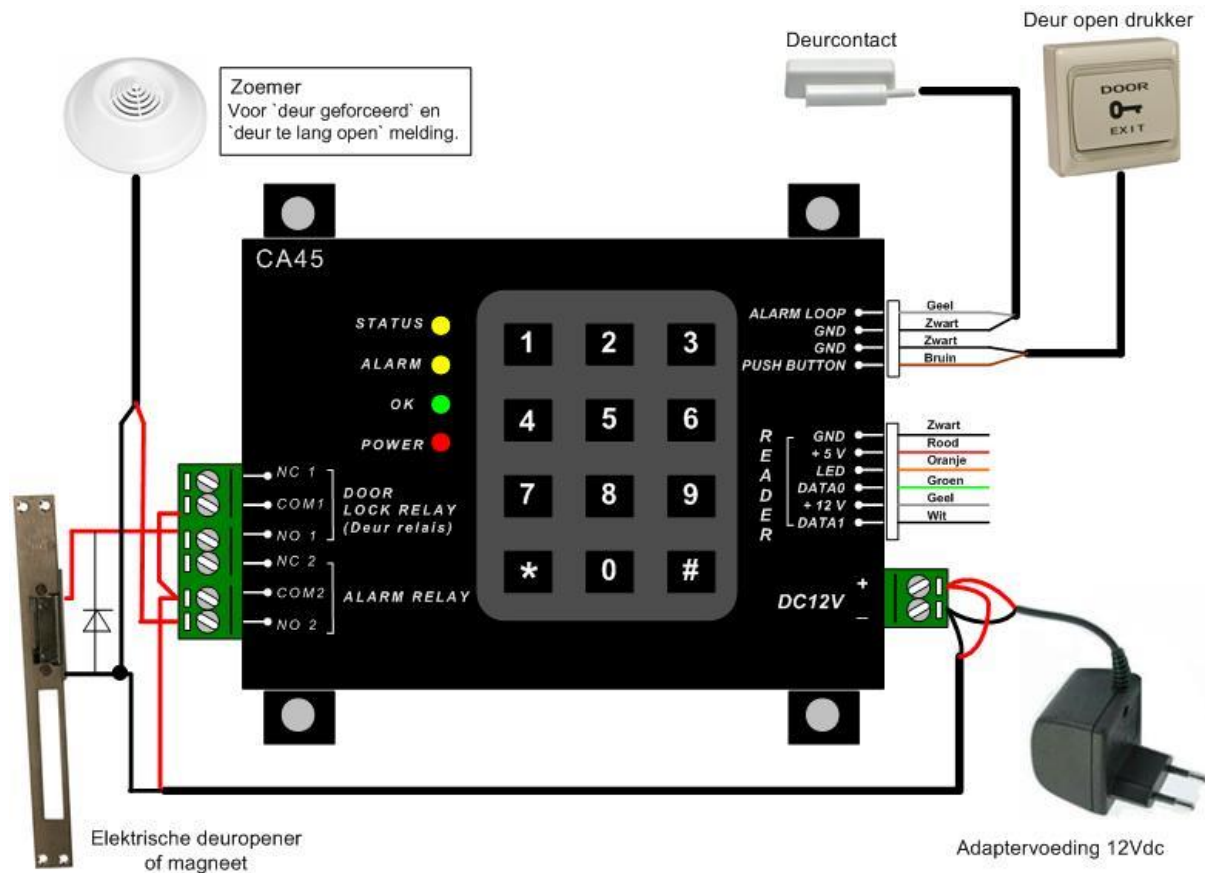 Deur open drukker
Deurcontact
Zoemer
Voor `deur geforceerd` en
`deur te lang open` melding.
DOOR
EXIT
CA45
STATUS
ALARM
OK
POWER
1 2 3
4 5 6
7 8 9
* 0 #
ALARM LOOP
GND
GND
PUSH BUTTON
Geel
Zwart
Zwart
Bruin
READER
GND
+ 5 V
LED
DATA0
+ 12 V
DATA1
Zwart
Rood
Oranje
Groen
Geel
Wit
NC 1
COM1
NO 1
DOOR
LOCK RELAY
(Deur relais)
NC 2
COM2
NO 2
ALARM RELAY
DC12V
+
–
Elektrische deuropener
of magneet
Adaptervoeding 12Vdc